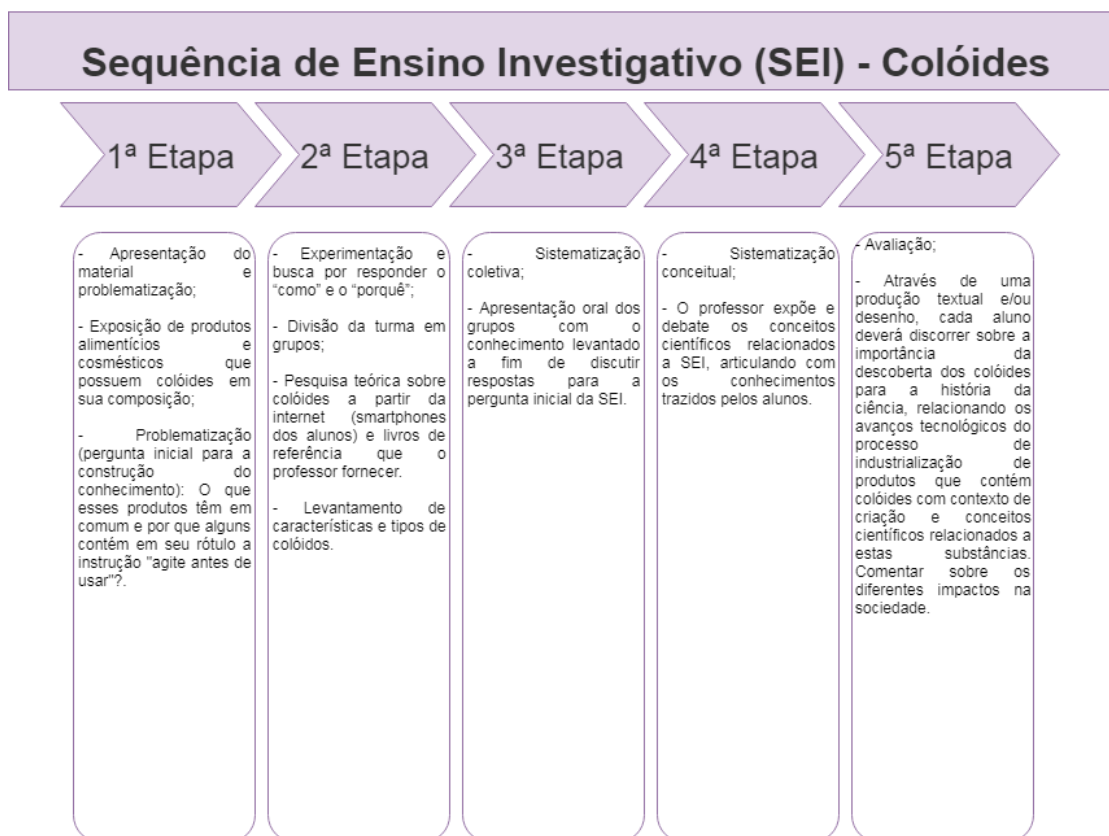 Sequência de Ensino Investigativo (SEI) - Colóides
1ª Etapa
2ª Etapa
3ª Etapa
4ª Etapa
5ª Etapa
- Apresentação do
material e
problematização;
- Exposição de produtos
alimentícios e
cosmésticos que
possuem colóides em
sua composição;
- Problematização
(pergunta inicial para a
construção do
conhecimento): O que
esses produtos têm em
comum e por que alguns
contém em seu rótulo a
instrução "agite antes de
usar"?.
- Experimentação e
busca por responder o
“como” e o “porquê”;
- Divisão da turma em
grupos;
- Pesquisa teórica sobre
colóides a partir da
internet (smartphones
dos alunos) e livros de
referência que o
professor fornecer.
- Levantamento de
características e tipos de
colóidos.
- Sistematização
coletiva;
- Apresentação oral dos
grupos com o
conhecimento levantado
a fim de discutir
respostas para a
pergunta inicial da SEI.
- Sistematização
conceitual;
- O professor expõe e
debate os conceitos
científicos relacionados
a SEI, articulando com
os conhecimentos
trazidos pelos alunos.
- Avaliação;
- Através de uma
produção textual e/ou
desenho, cada aluno
deverá discorrer sobre a
importância da
descoberta dos colóides
para a história da
ciência, relacionando os
avanços tecnológicos do
processo de
industrialização de
produtos que contém
colóides com contexto de
criação e conceitos
científicos relacionados a
estas substâncias.
Comentar sobre os
diferentes impactos na
sociedade.